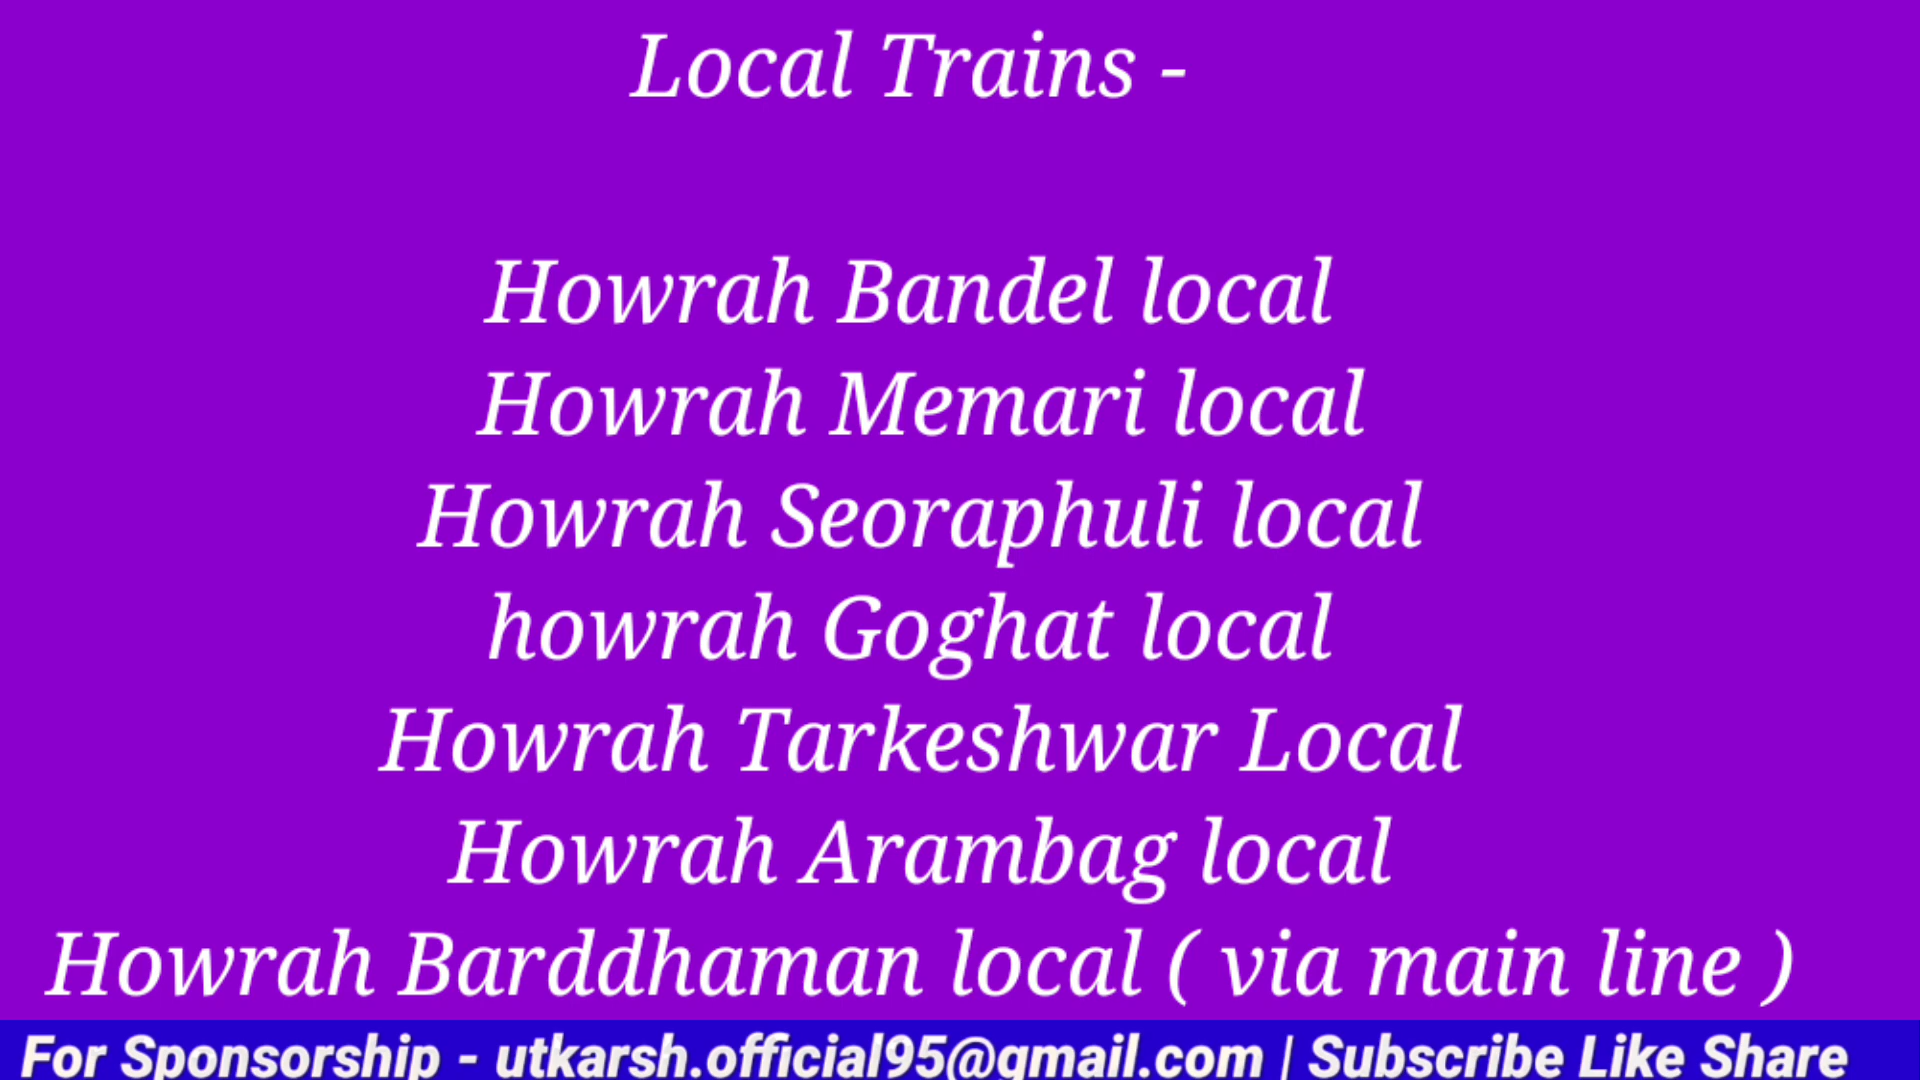 Local Trains -
Howrah Bandel local
Howrah Memari local
Howrah Seoraphuli local
howrah Goghat local
Howrah Tarkeshwar Local
Howrah Arambag local
Howrah Barddhaman local ( via main line )
For Sponsorship - utkarsh.official95@gmail.com | Subscribe Like Share